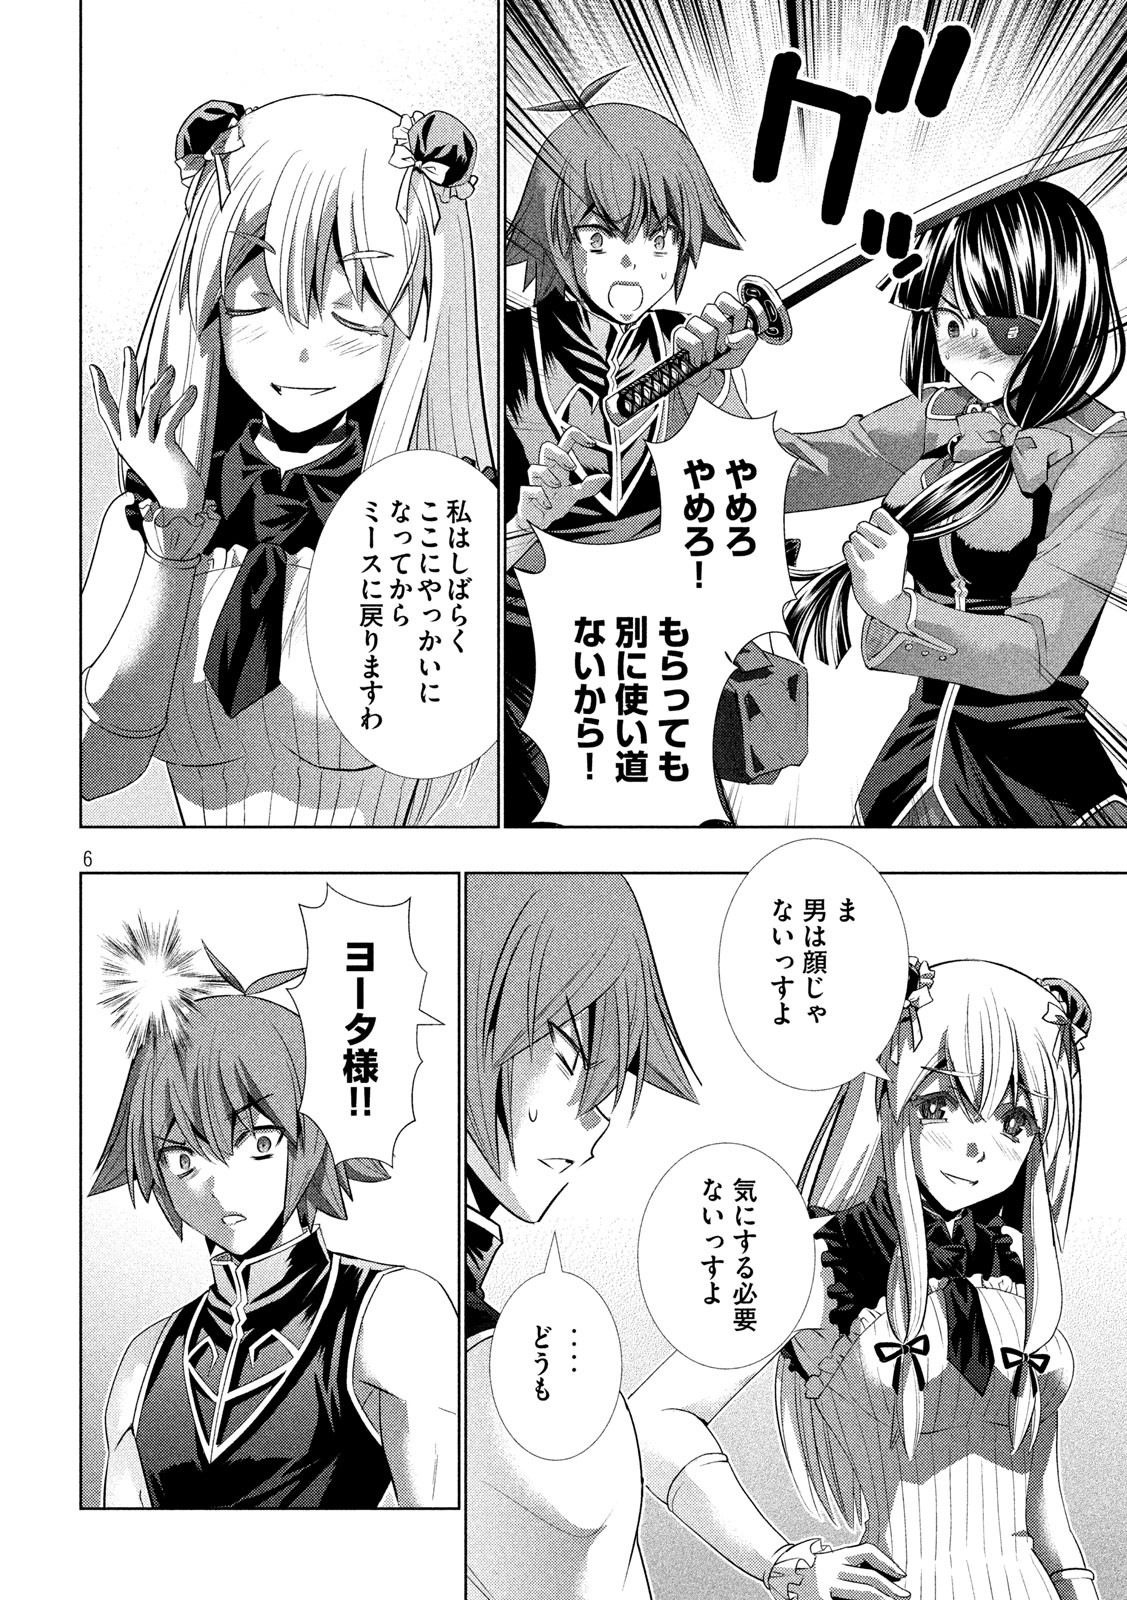 グググ
やめろ
やめろ！
もらっても
別に使い道
ないから！
私はしばらく
ここにやっかいに
なってから
ミースに戻りますわ
6
ま
男は顔じゃ
ないっすよ
気にする必要
ないっすよ
‥‥
どうも
ヨータ様!!